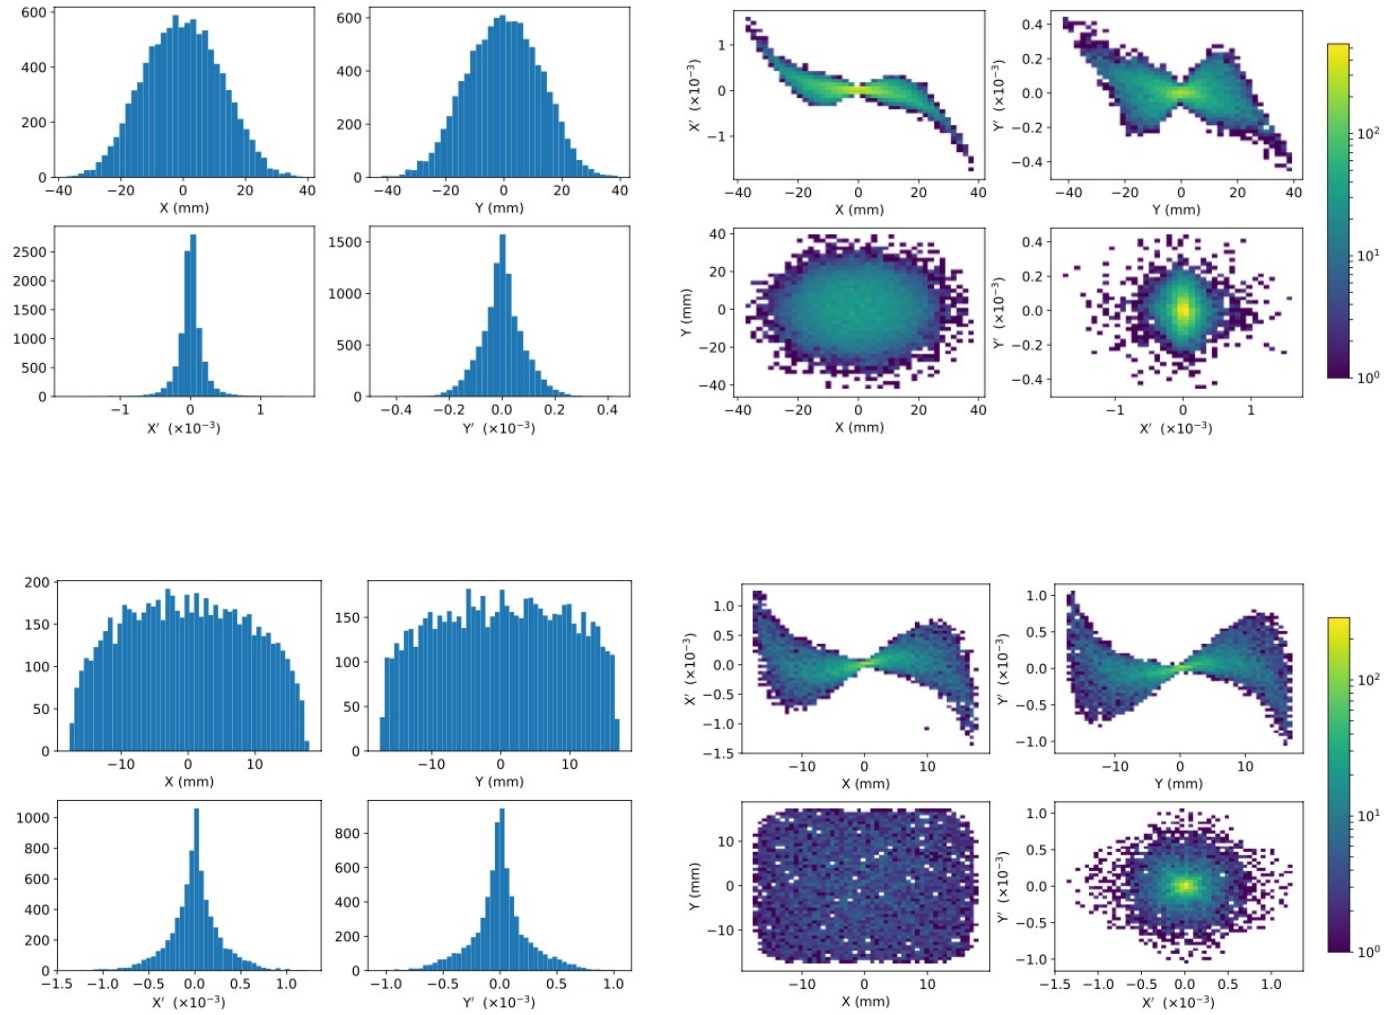 600
400
200
0
−40 −20 0 20 40
X (mm)
600
400
200
0
−40 −20 0 20 40
Y (mm)
2500
2000
1500
1000
500
0
−1 0 1
X′ (×10⁻³)
1500
1000
500
0
−0.4 −0.2 0.0 0.2 0.4
Y′ (×10⁻³)
X′ (×10⁻³)
1
0
−1
−40 −20 0 20 40
X (mm)
Y′ (×10⁻³)
0.4
0.2
0.0
−0.2
−0.4
−40 −20 0 20 40
Y (mm)
Y (mm)
40
20
0
−20
−40
−40 −20 0 20 40
X (mm)
Y′ (×10⁻³)
0.4
0.2
0.0
−0.2
−0.4
−1 0 1
X′ (×10⁻³)
10²
10¹
10⁰
200
150
100
50
0
−10 0 10
X (mm)
150
100
50
0
−10 0 10
Y (mm)
1000
800
600
400
200
0
−1.5 −1.0 −0.5 0.0 0.5 1.0
X′ (×10⁻³)
800
600
400
200
0
−1.0 −0.5 0.0 0.5 1.0
Y′ (×10⁻³)
X′ (×10⁻³)
1.0
0.5
0.0
−0.5
−1.0
−1.5
−10 0 10
X (mm)
Y′ (×10⁻³)
1.0
0.5
0.0
−0.5
−1.0
−10 0 10
Y (mm)
Y (mm)
10
0
−10
−10 0 10
X (mm)
Y′ (×10⁻³)
1.0
0.5
0.0
−0.5
−1.0
−1.5 −1.0 −0.5 0.0 0.5 1.0
X′ (×10⁻³)
10²
10¹
10⁰